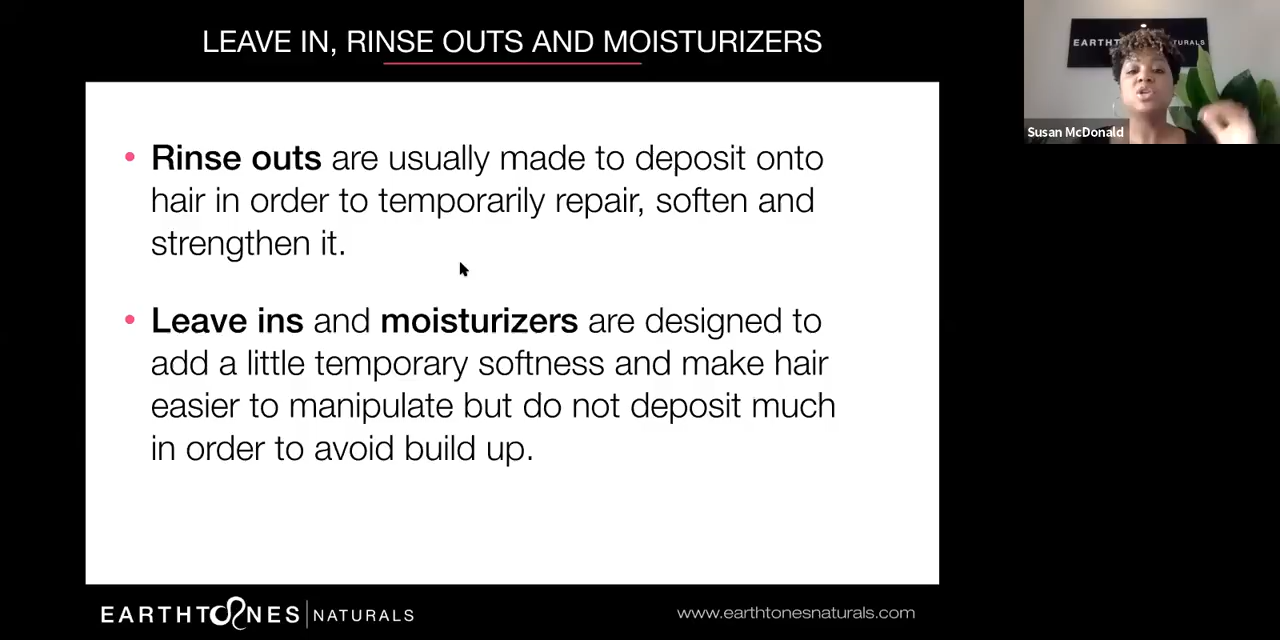 LEAVE IN, RINSE OUTS AND MOISTURIZERS
• Rinse outs are usually made to deposit onto
hair in order to temporarily repair, soften and
strengthen it.
• Leave ins and moisturizers are designed to
add a little temporary softness and make hair
easier to manipulate but do not deposit much
in order to avoid build up.
EARTHTONES NATURALS
www.earthtonesnaturals.com
EARTHT NATURALS
Susan McDonald